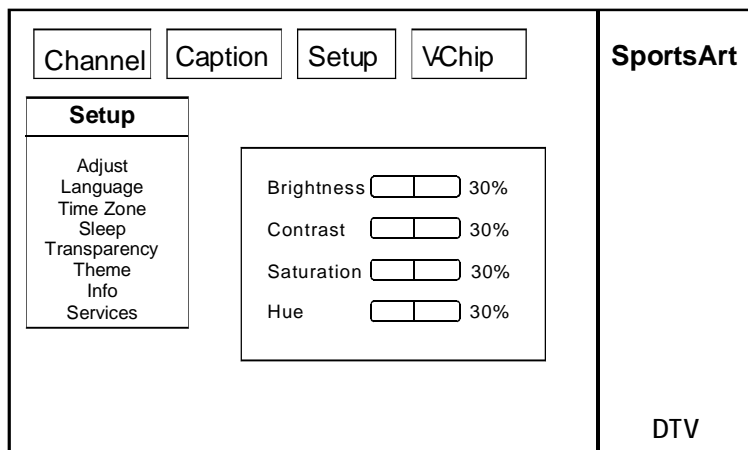 Channel Caption Setup V-Chip
SportsArt
Setup
Adjust
Language
Time Zone
Sleep
Transparency
Theme
Info
Services
Brightness 30%
Contrast 30%
Saturation 30%
Hue 30%
DTV